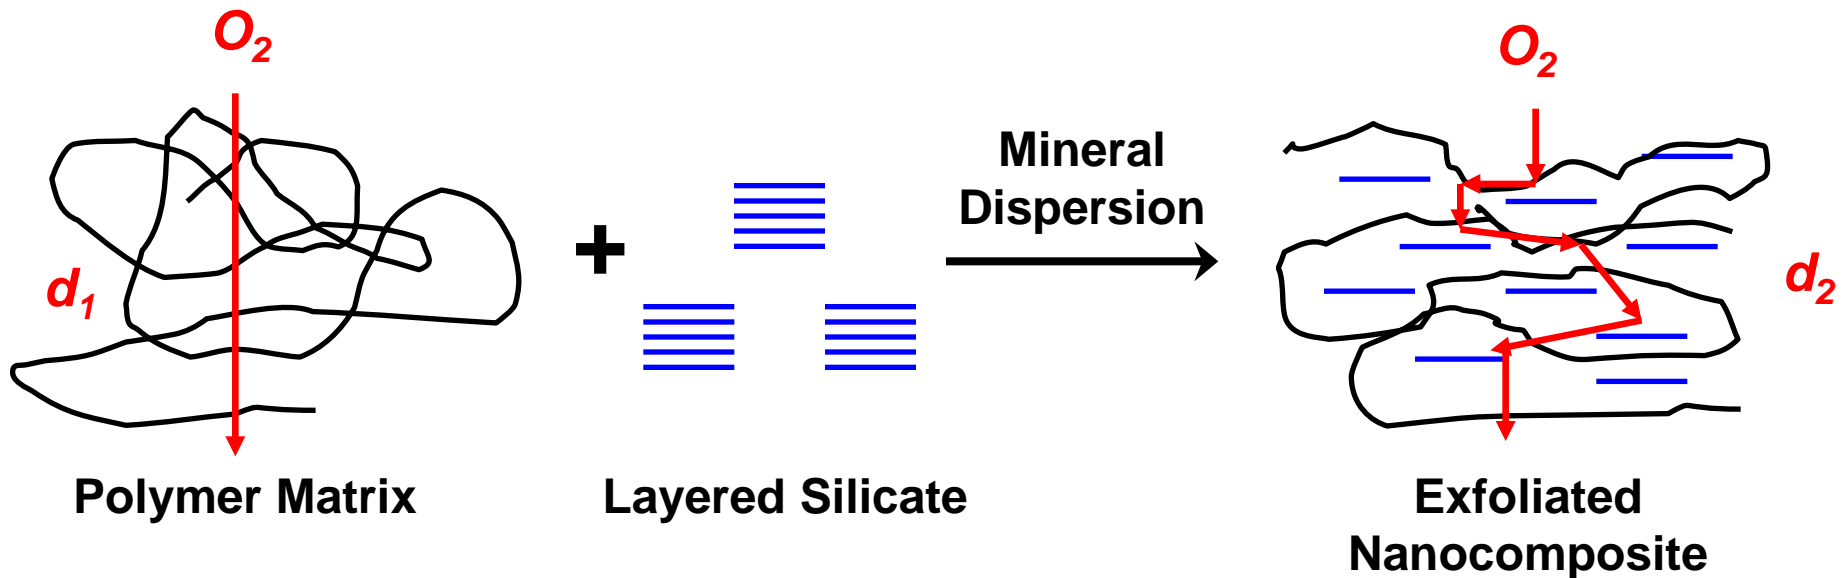 O2
d1
Polymer Matrix
+
Layered Silicate
Mineral
Dispersion
O2
d2
Exfoliated
Nanocomposite